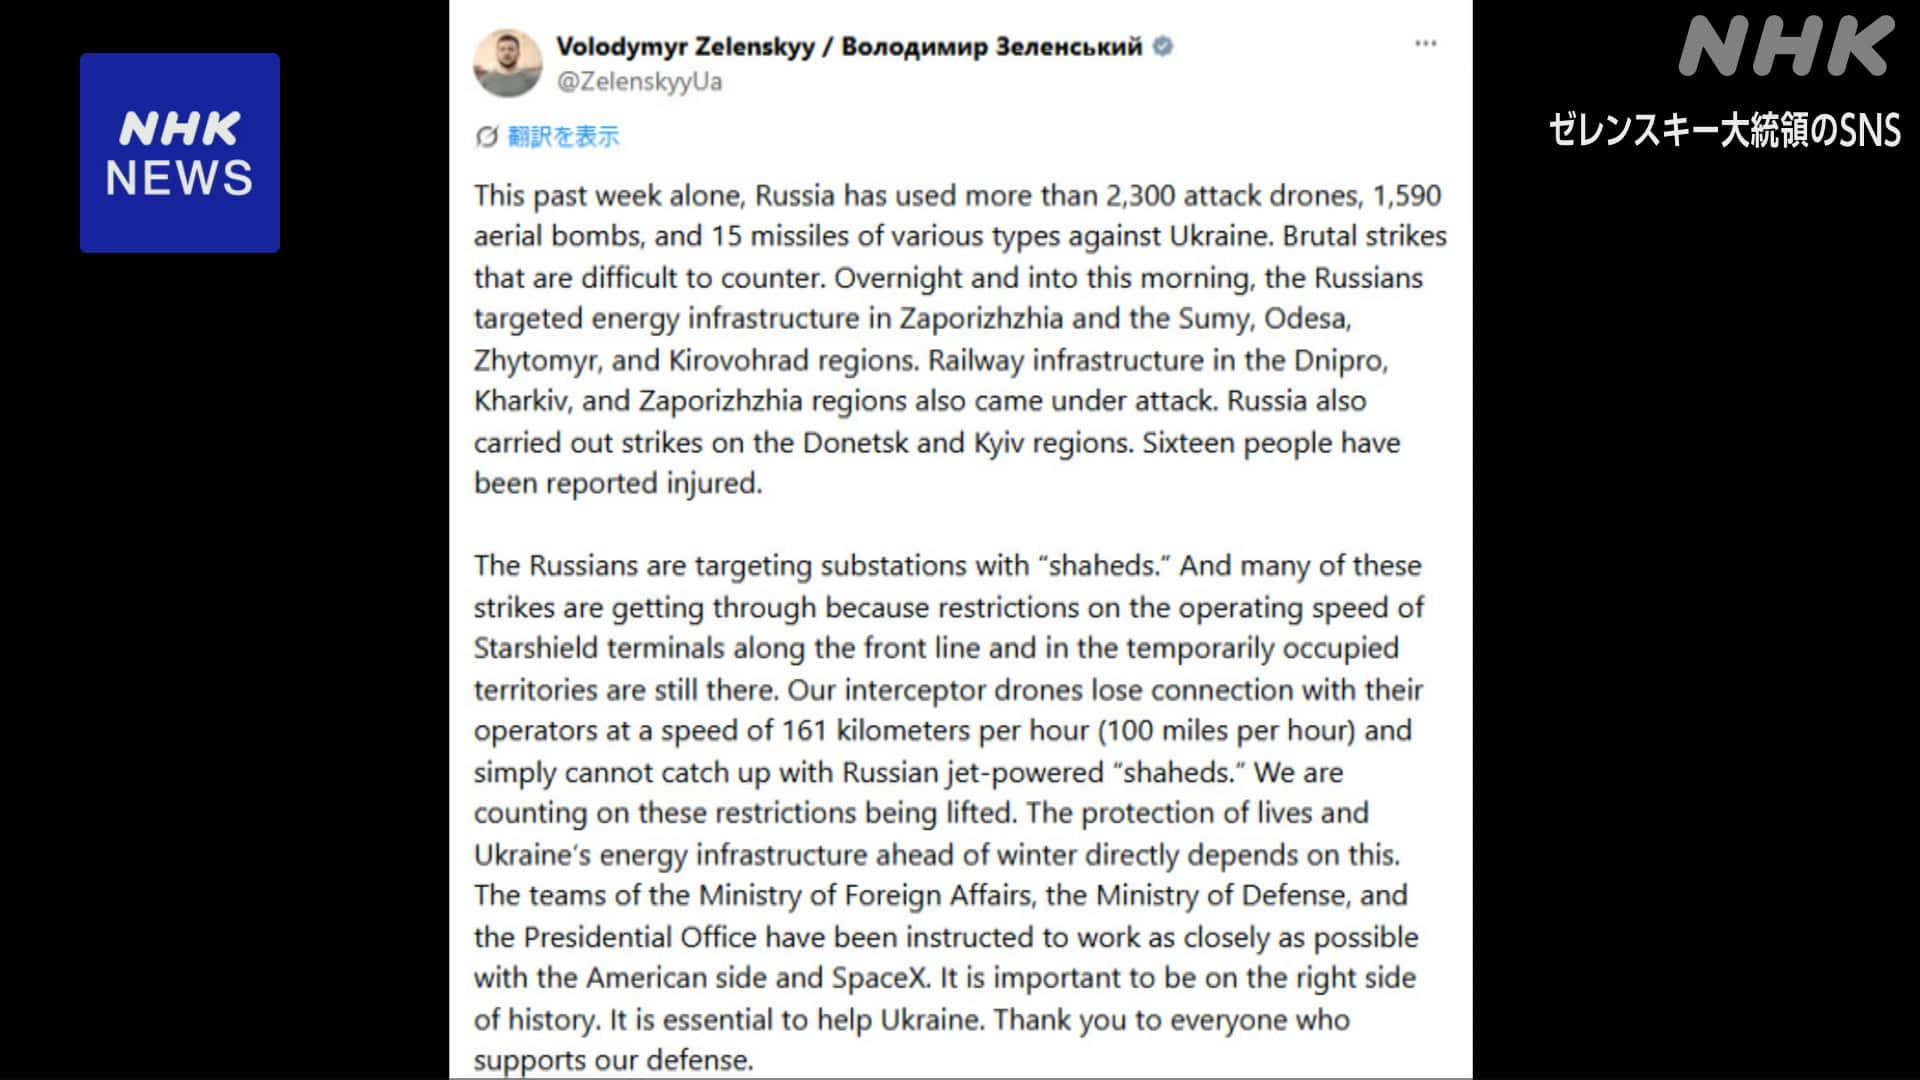 NHK
NEWS
NHK
ゼレンスキー大統領のSNS
Volodymyr Zelenskyy / Володимир Зеленський
@ZelenskyyUa
翻訳を表示
This past week alone, Russia has used more than 2,300 attack drones, 1,590
aerial bombs, and 15 missiles of various types against Ukraine. Brutal strikes
that are difficult to counter. Overnight and into this morning, the Russians
targeted energy infrastructure in Zaporizhzhia and the Sumy, Odesa,
Zhytomyr, and Kirovohrad regions. Railway infrastructure in the Dnipro,
Kharkiv, and Zaporizhzhia regions also came under attack. Russia also
carried out strikes on the Donetsk and Kyiv regions. Sixteen people have
been reported injured.
The Russians are targeting substations with “shaheds.” And many of these
strikes are getting through because restrictions on the operating speed of
Starshield terminals along the front line and in the temporarily occupied
territories are still there. Our interceptor drones lose connection with their
operators at a speed of 161 kilometers per hour (100 miles per hour) and
simply cannot catch up with Russian jet-powered “shaheds.” We are
counting on these restrictions being lifted. The protection of lives and
Ukraine’s energy infrastructure ahead of winter directly depends on this.
The teams of the Ministry of Foreign Affairs, the Ministry of Defense, and
the Presidential Office have been instructed to work as closely as possible
with the American side and SpaceX. It is important to be on the right side
of history. It is essential to help Ukraine. Thank you to everyone who
supports our defense.